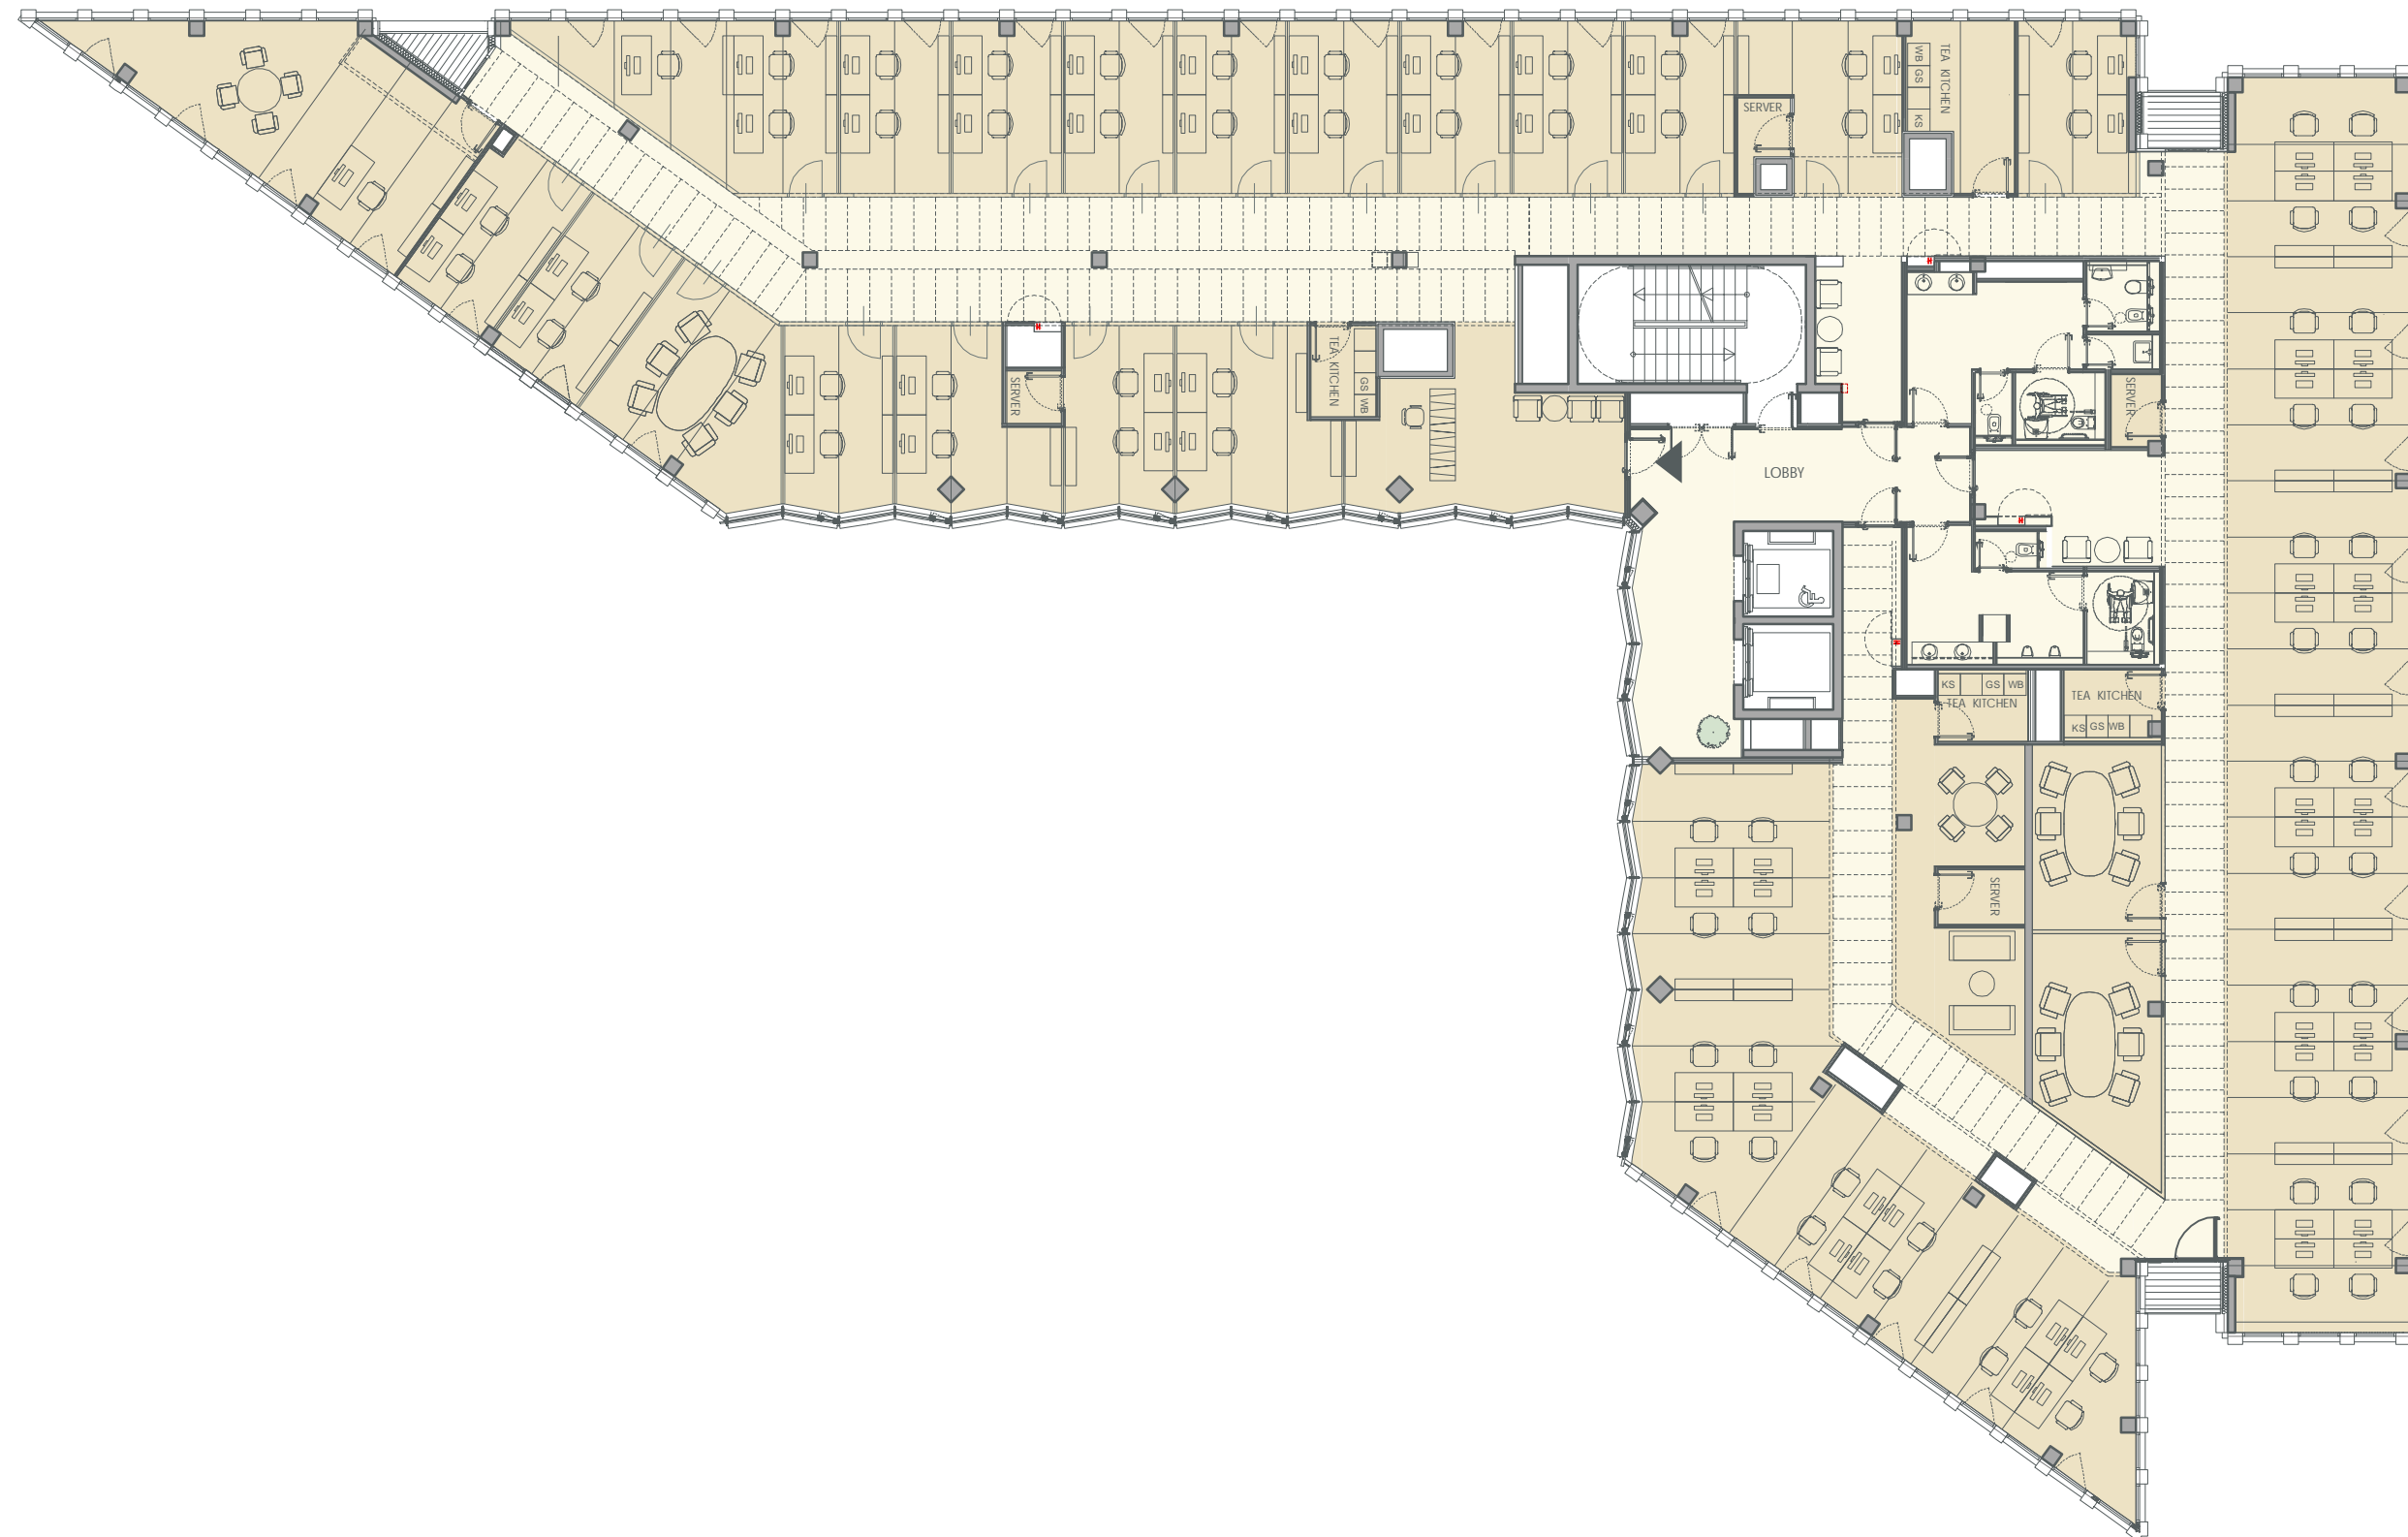 WB GS KS
TEA KITCHEN
SERVER
SERVER
TEA KITCHEN
GS WB
SERVER
LOBBY
KS GS WB
TEA KITCHEN
TEA KITCHEN
KS GS WB
SERVER